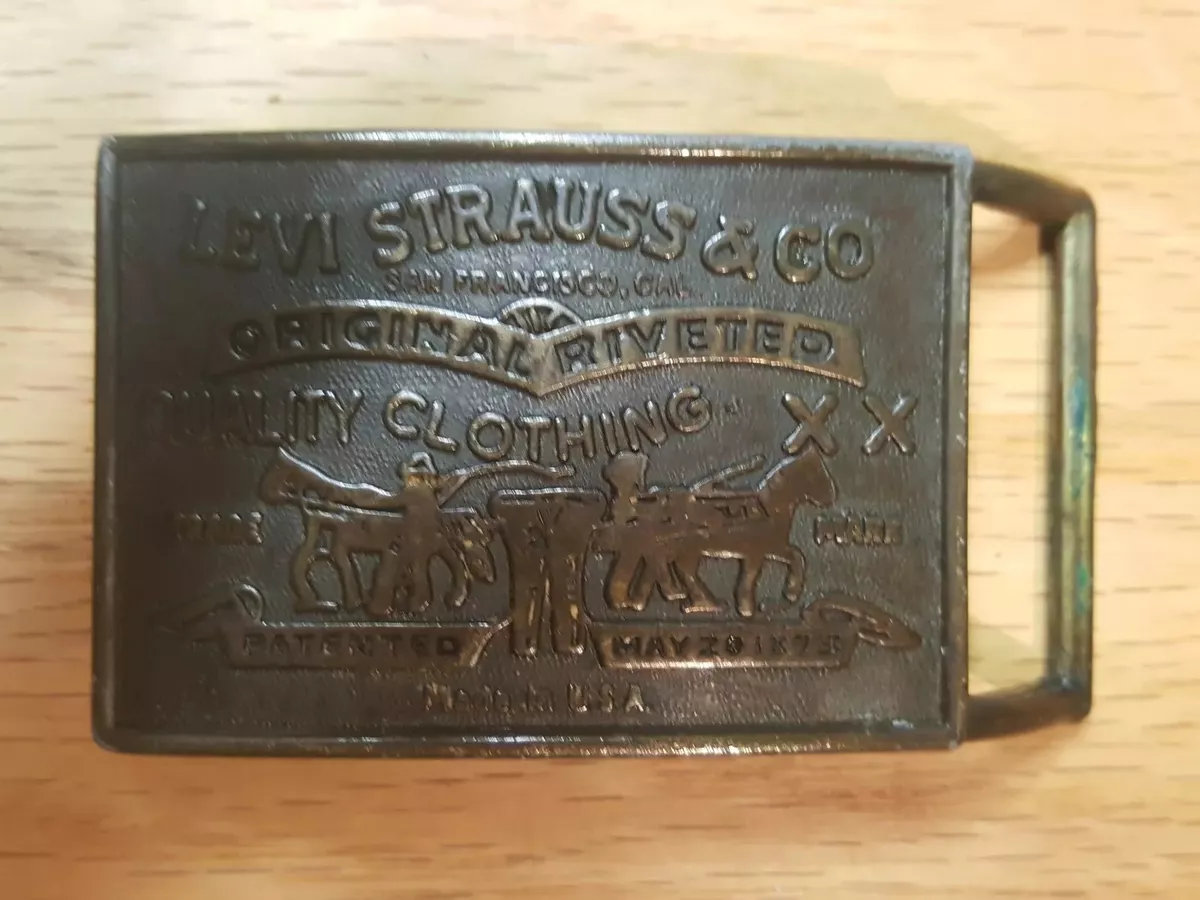 LEVI STRAUSS & CO
SAN FRANCISCO, CAL.
ORIGINAL RIVETED
QUALITY CLOTHING XX
TRADE MARK
PATENTED MAY 20 1873
Made in U.S.A.